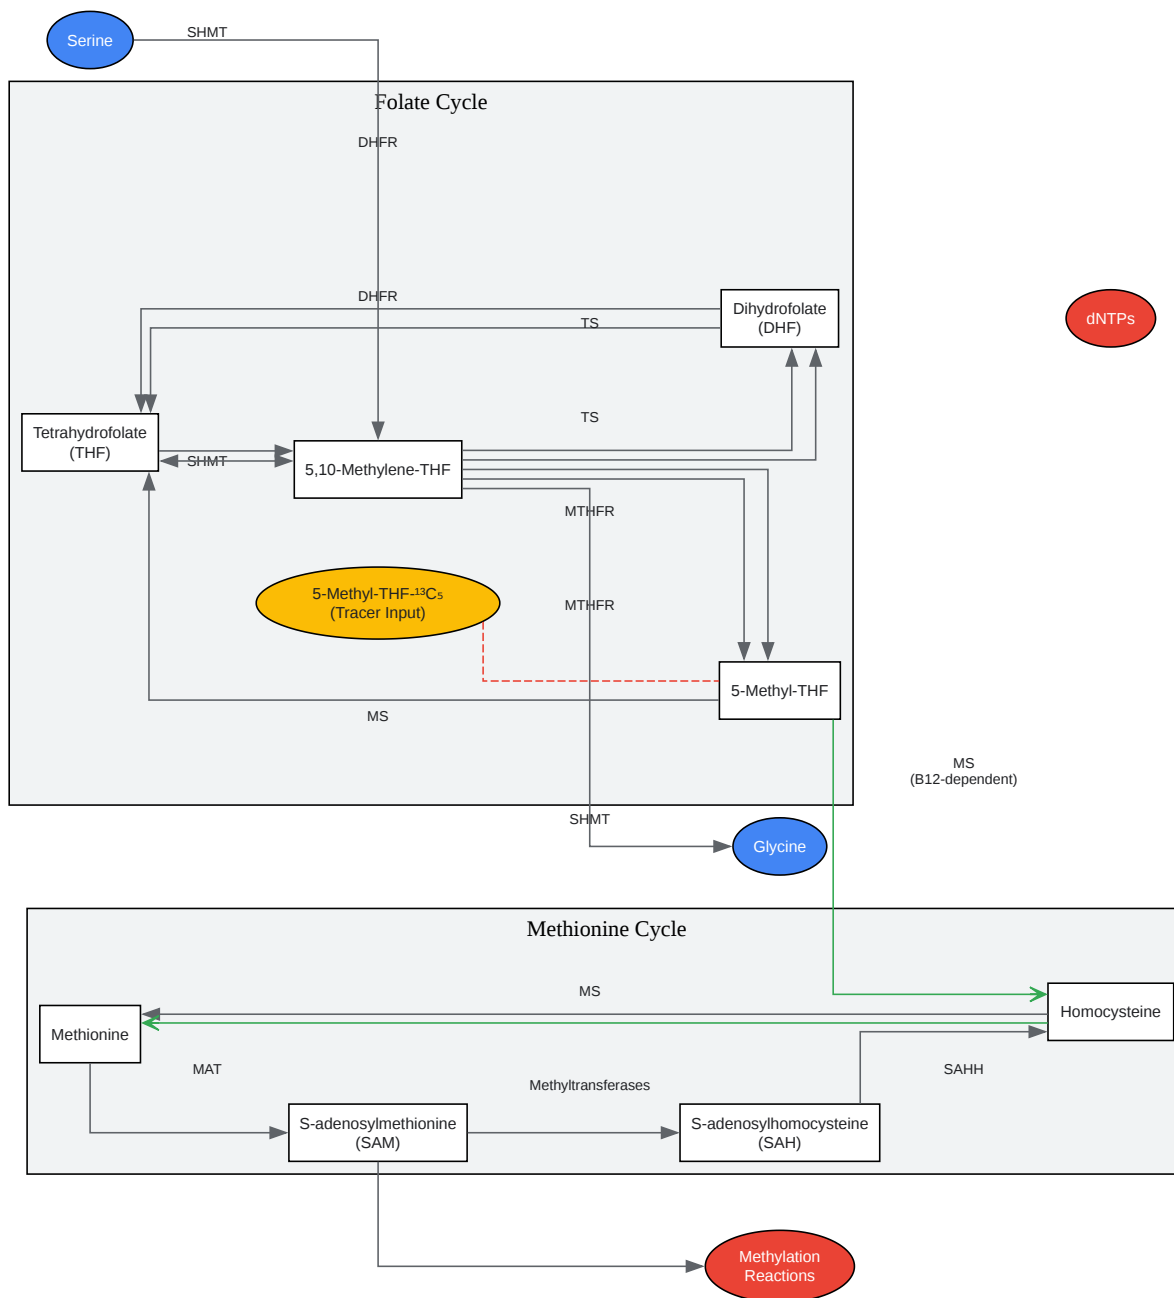 SHMT
Serine
Folate Cycle
DHFR
DHFR
Dihydrofolate
(DHF)
dNTPs
TS
TS
Tetrahydrofolate
(THF)
SHMT
5,10-Methylene-THF
MTHFR
5-Methyl-THF-¹³C₅
(Tracer Input)
MTHFR
5-Methyl-THF
MS
MS
(B12-dependent)
SHMT
Glycine
Methionine Cycle
MS
Homocysteine
Methionine
MAT
Methyltransferases
SAHH
S-adenosylmethionine
(SAM)
S-adenosylhomocysteine
(SAH)
Methylation
Reactions